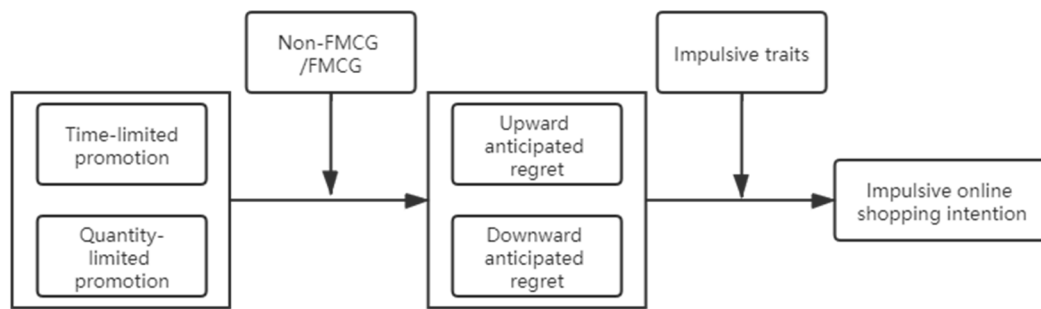 Non-FMCG
/FMCG
Impulsive traits
Time-limited
promotion
Upward
anticipated
regret
Impulsive online
shopping intention
Quantity-
limited
promotion
Downward
anticipated
regret